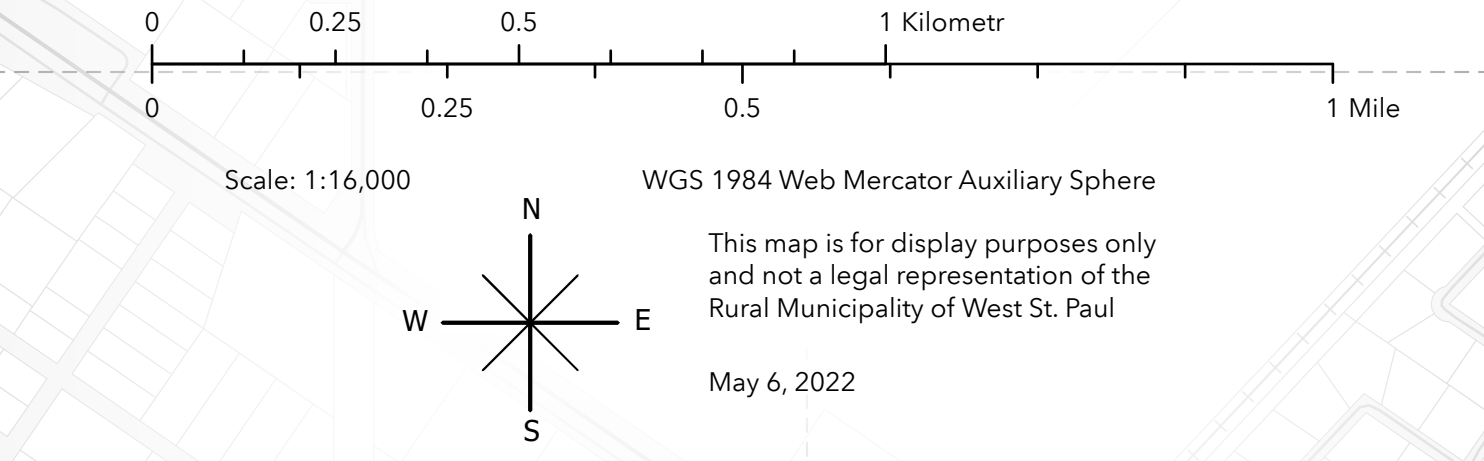 0 0.25 0.5 1 Kilometr
0 0.25 0.5 1 Mile
Scale: 1:16,000 WGS 1984 Web Mercator Auxiliary Sphere
N
W E
S
This map is for display purposes only
and not a legal representation of the
Rural Municipality of West St. Paul
May 6, 2022